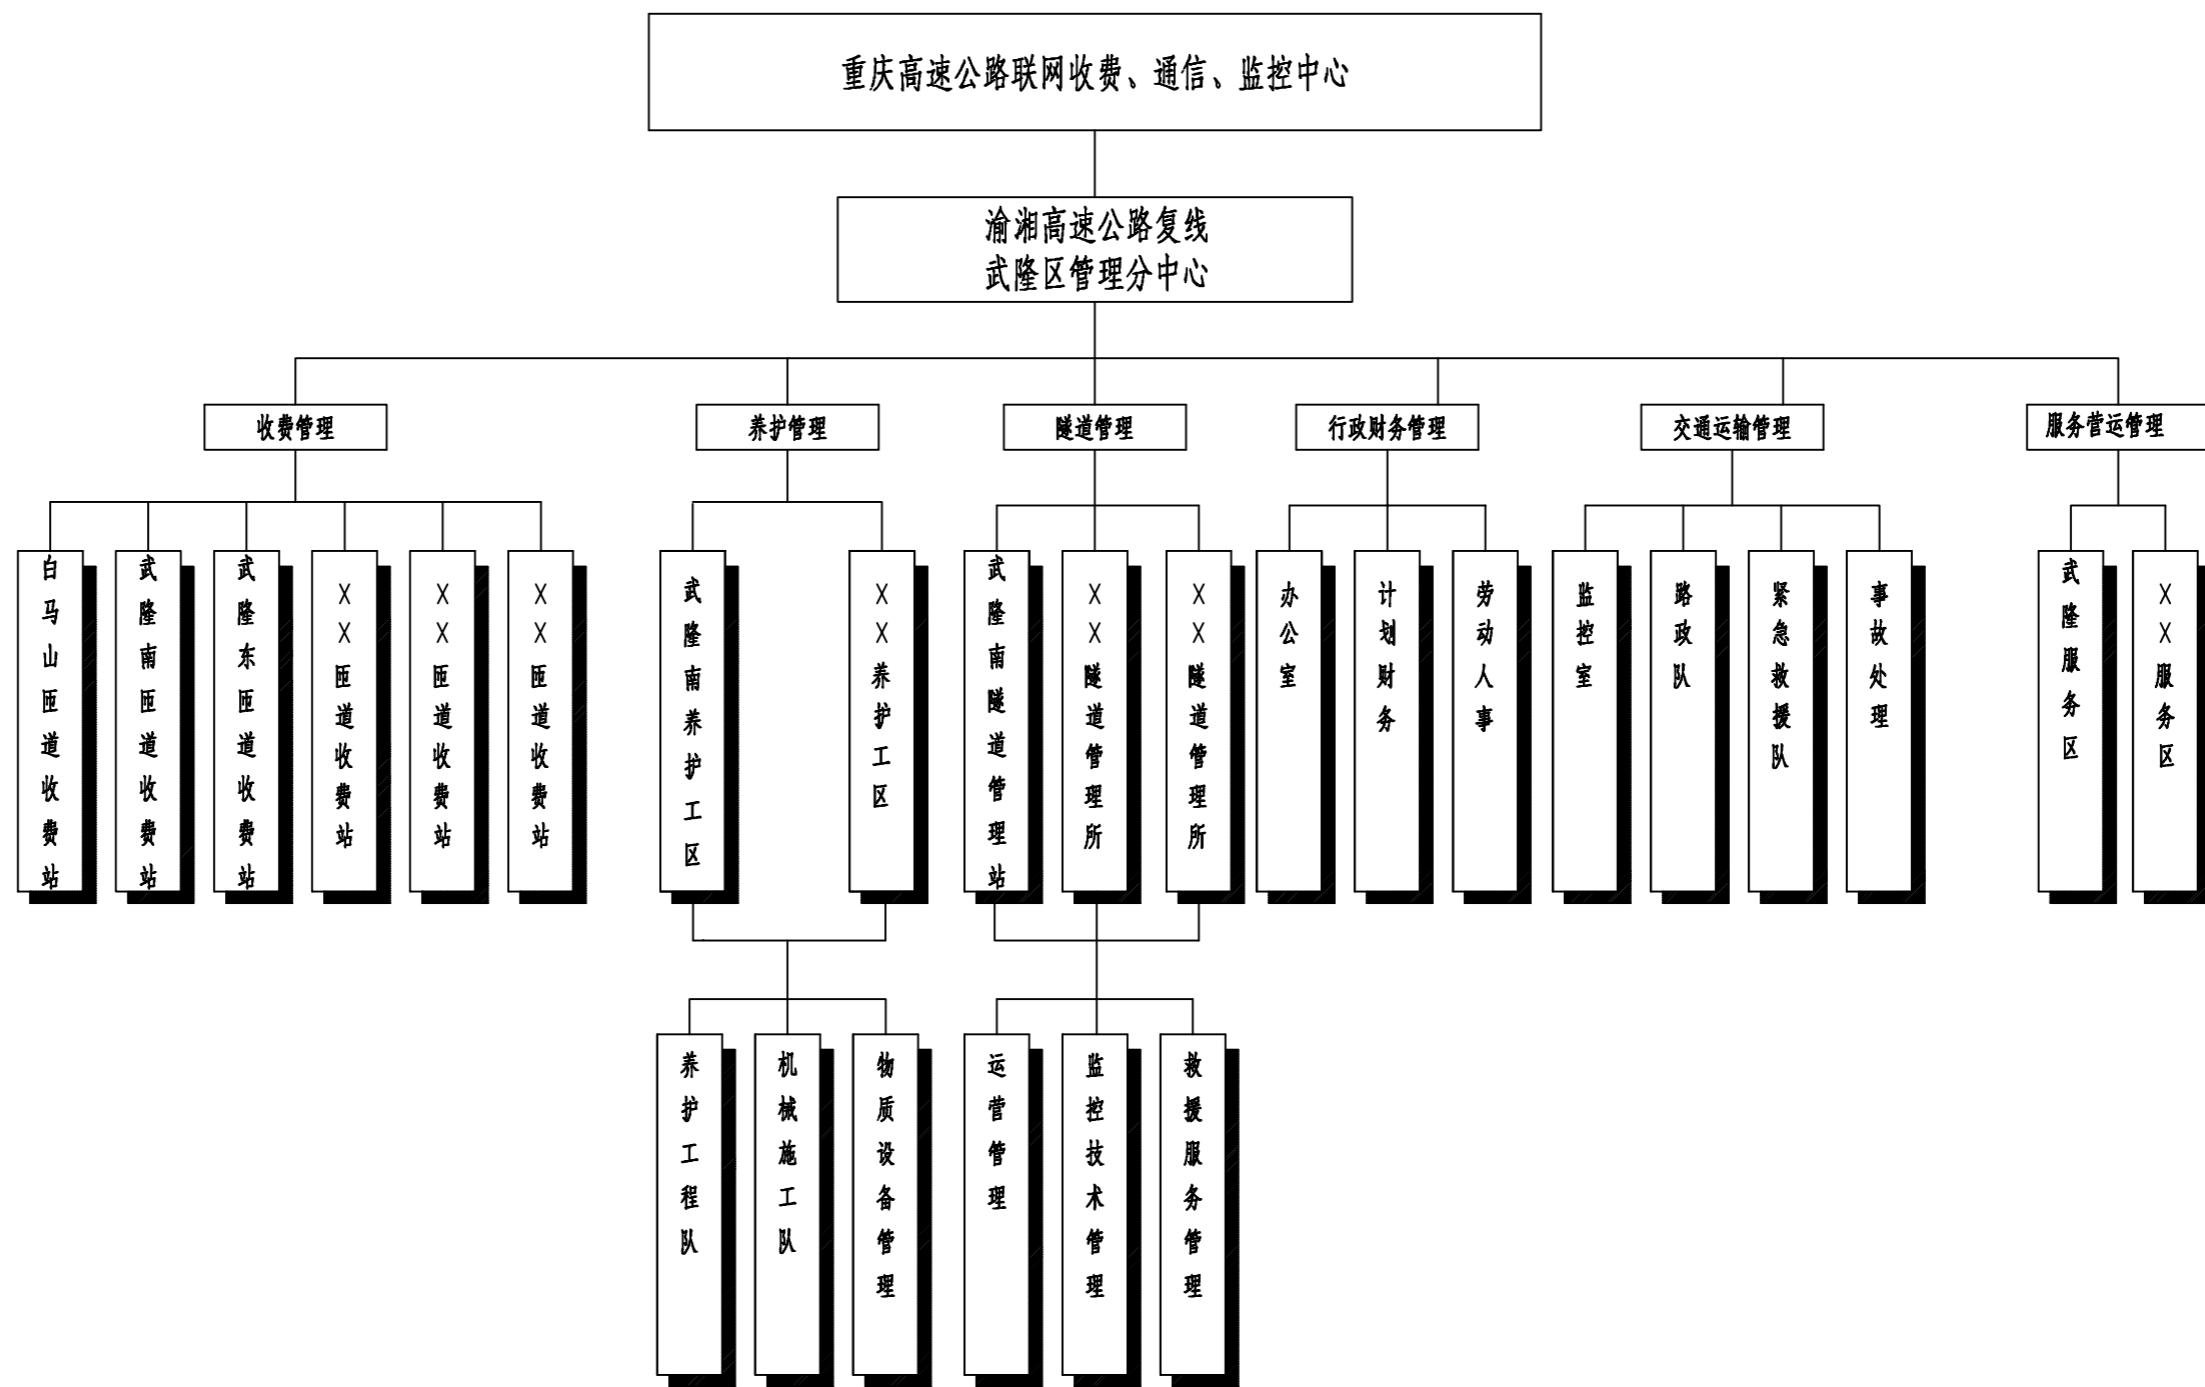 重庆高速公路联网收费、通信、监控中心
渝湘高速公路复线
武隆区管理分中心
收费管理
养护管理
隧道管理
行政财务管理
交通运输管理
服务营运管理
白马山匝道收费站
武隆南匝道收费站
武隆东匝道收费站
XX匝道收费站
XX匝道收费站
XX匝道收费站
武隆南养护工区
XX养护工区
武隆南隧道管理站
XX隧道管理所
XX隧道管理所
办公室
计划财务
劳动人事
监控室
路政队
紧急救援队
事故处理
武隆服务区
XX服务区
养护工程队
机械施工队
物质设备管理
运营管理
监控技术管理
救援服务管理